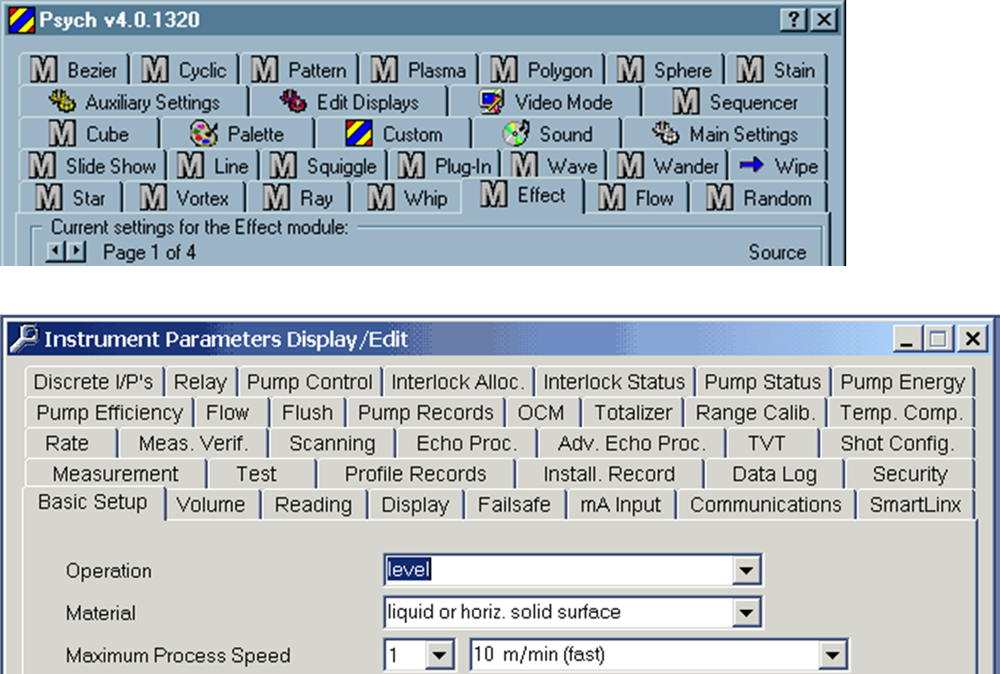 Psych v4.0.1320
Bezier Cyclic Pattern Plasma Polygon Sphere Stain
Auxiliary Settings Edit Displays Video Mode Sequencer
Cube Palette Custom Sound Main Settings
Slide Show Line Squiggle Plug-In Wave Wander Wipe
Star Vortex Ray Whip Effect Flow Random
Current settings for the Effect module:
Page 1 of 4 Source
Instrument Parameters Display/Edit
Discrete I/P's Relay Pump Control Interlock Alloc. Interlock Status Pump Status Pump Energy
Pump Efficiency Flow Flush Pump Records OCM Totalizer Range Calib. Temp. Comp.
Rate Meas. Verif. Scanning Echo Proc. Adv. Echo Proc. TVT Shot Config.
Measurement Test Profile Records Install. Record Data Log Security
Basic Setup Volume Reading Display Failsafe mA Input Communications SmartLinx
Operation level
Material liquid or horiz. solid surface
Maximum Process Speed 1 10 m/min (fast)